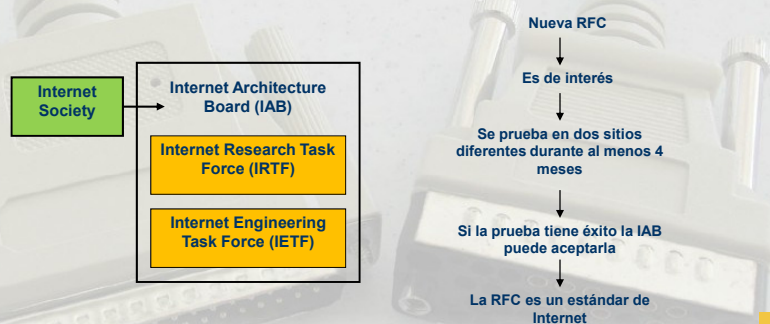 Internet
Society
Internet Architecture
Board (IAB)
Internet Research Task
Force (IRTF)
Internet Engineering
Task Force (IETF)
Nueva RFC
Es de interés
Se prueba en dos sitios
diferentes durante al menos 4
meses
Si la prueba tiene éxito la IAB
puede aceptarla
La RFC es un estándar de
Internet